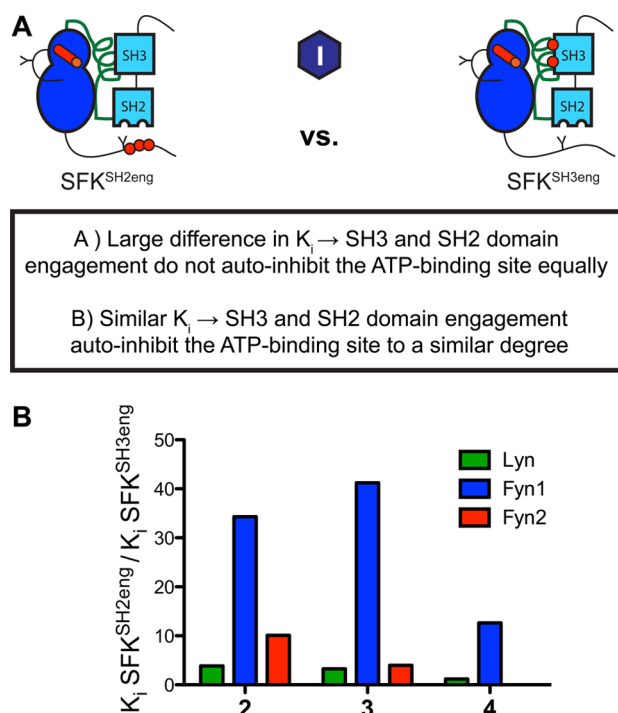 A
SH3
SH2
Y
Y
SFK^SH2eng
I
vs.
SH3
SH2
Y
Y
SFK^SH3eng
A ) Large difference in K_i → SH3 and SH2 domain
engagement do not auto-inhibit the ATP-binding site equally
B) Similar K_i → SH3 and SH2 domain engagement
auto-inhibit the ATP-binding site to a similar degree
B
K_i SFK^SH2eng / K_i SFK^SH3eng
50
40
30
20
10
0
Lyn
Fyn1
Fyn2
2 3 4